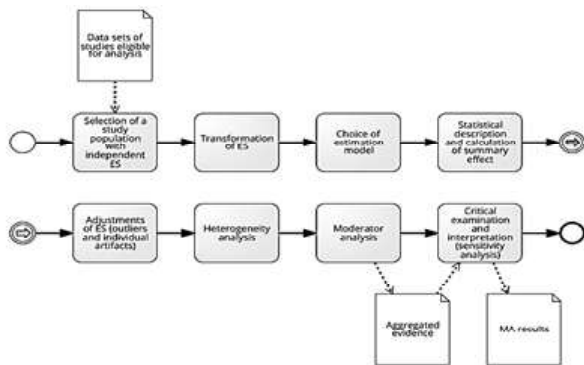 Data sets of
studies eligible
for analysis
Selection of a
study population
with independent
ES
Transformation
of ES
Choice of
estimation
model
Statistical
description
and calculation
of summary
effect
Adjustments of
ES (outliers
and individual
artifacts)
Heterogeneity
analysis
Moderator
analysis
Critical
examination
and
interpretation
(sensitivity
analysis)
Aggregated
evidence
MA results